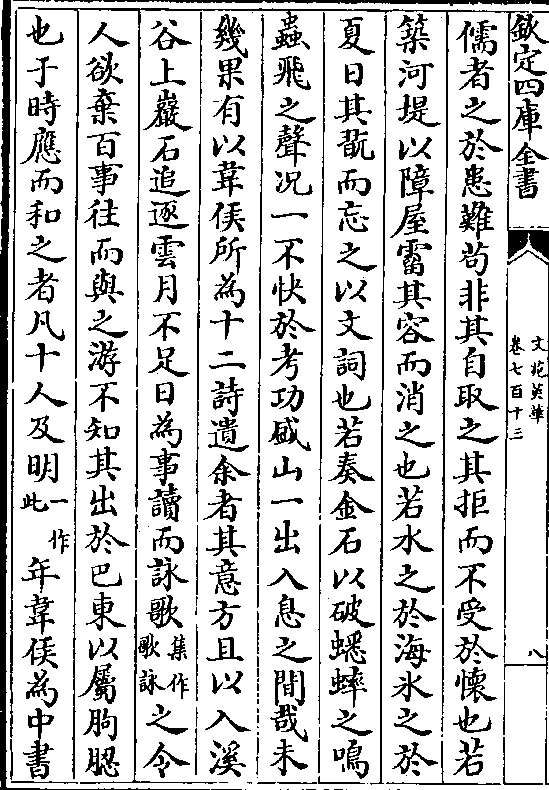 欽定四庫全書
文苑英華
卷七百十三
八
儒者之於患難苟非其自取之其拒而不受於懷也若
築河堤以障屋霤其容而消之也若水之於海氷之於
夏日其翫而忘之以文詞也若奏金石以破蟋蟀之鳴
蟲飛之聲况一不快於考功盛山一出入息之間哉未
幾果有以韋侯所為十二詩遺余者其意方且以入溪
谷上巖石追逐雲月不足日為事讀而詠歌集作歌詠之令
人欲棄百事往而與之游不知其出於巴東以屬朐䏰
也于時應而和之者凡十人及明一作此年韋侯為中書